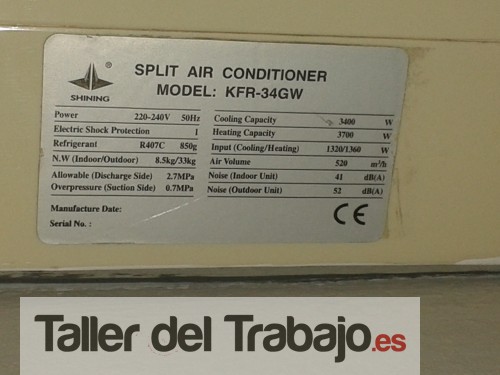 ®
SHINING
SPLIT AIR CONDITIONER
MODEL: KFR-34GW
Power 220-240V 50Hz
Electric Shock Protection I
Refrigerant R407C 850g
N.W (Indoor/Outdoor) 8.5kg/33kg
Allowable (Discharge Side) 2.7MPa
Overpressure (Suction Side) 0.7MPa
Manufacture Date:
Serial No. :
Cooling Capacity 3400 W
Heating Capacity 3700 W
Input (Cooling/Heating) 1320/1360 W
Air Volume 520 m³/h
Noise (Indoor Unit) 41 dB(A)
Noise (Outdoor Unit) 52 dB(A)
CE
Taller del Trabajo.es